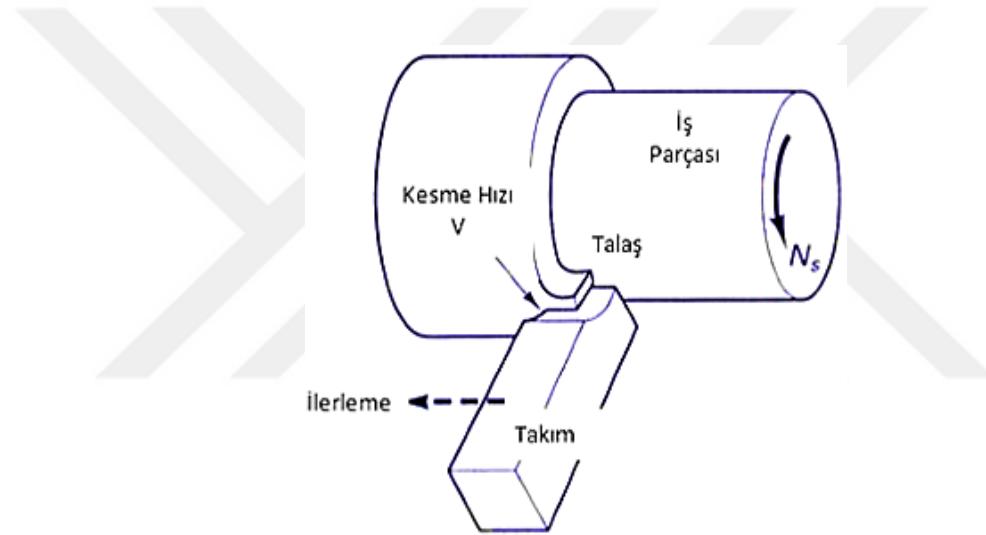 İş
Parçası
Kesme Hızı
V
Talaş
Ns
İlerleme
Takım